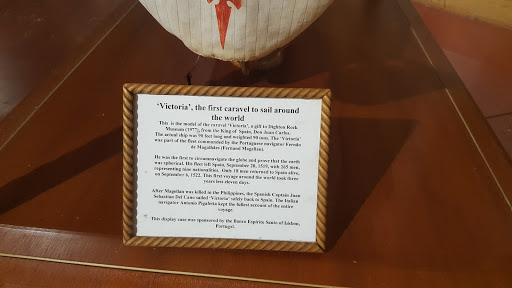 'Victoria', the first caravel to sail around
the world
This is the model of the caravel 'Victoria', a gift to Dighton Rock
Museum (1977), from the King of Spain, Don Juan Carlos.
The actual ship was 90 feet long and weighed 90 tons. The 'Victoria'
was part of the fleet commanded by the Portuguese navigator Fernão
de Magalhães (Fernand Magellan).
He was the first to circumnavigate the globe and prove that the earth
was spherical. His fleet left Spain, September 20, 1519, with 265 men,
representing nine nationalities. Only 18 men returned to Spain alive,
on September 6, 1522. This first voyage around the world took three
years less eleven days.
After Magellan was killed in the Philippines, the Spanish Captain Juan
Sebastian Del Cano sailed 'Victoria' safely back to Spain. The Italian
navigator Antonio Pigafetta kept the fullest account of the entire
voyage.
This display case was sponsored by the Banco Espirito Santo of Lisbon,
Portugal.